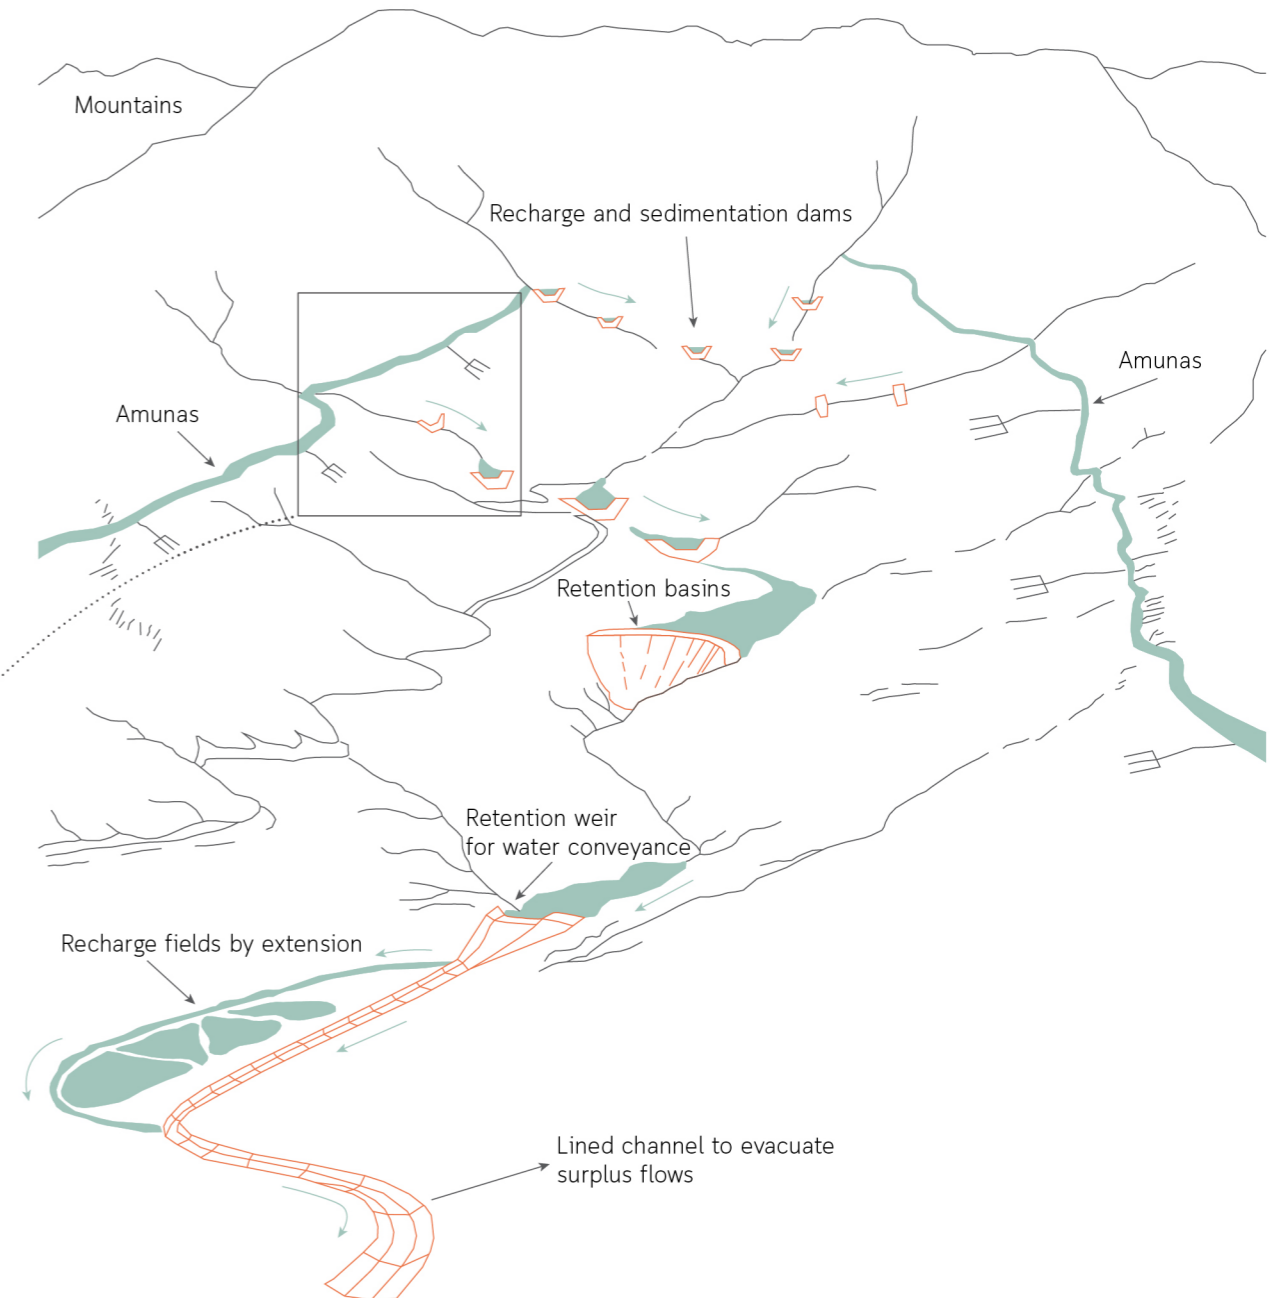 Mountains
Recharge and sedimentation dams
Amunas
Amunas
Retention basins
Retention weir
for water conveyance
Recharge fields by extension
Lined channel to evacuate
surplus flows